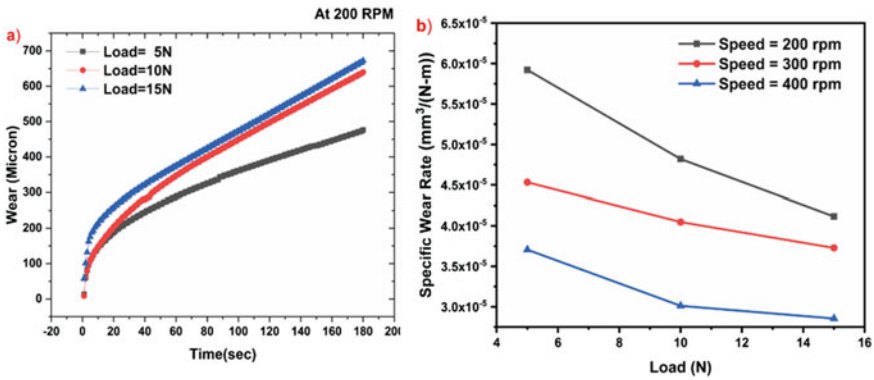 At 200 RPM
a)
Load= 5N
Load=10N
Load=15N
700
600
500
400
300
200
100
0
Wear (Micron)
-20 0 20 40 60 80 100 120 140 160 180 200
Time(sec)
b)
Speed = 200 rpm
Speed = 300 rpm
Speed = 400 rpm
6.5x10⁻⁵
6.0x10⁻⁵
5.5x10⁻⁵
5.0x10⁻⁵
4.5x10⁻⁵
4.0x10⁻⁵
3.5x10⁻⁵
3.0x10⁻⁵
Specific Wear Rate (mm³/(N-m)
4 6 8 10 12 14 16
Load (N)